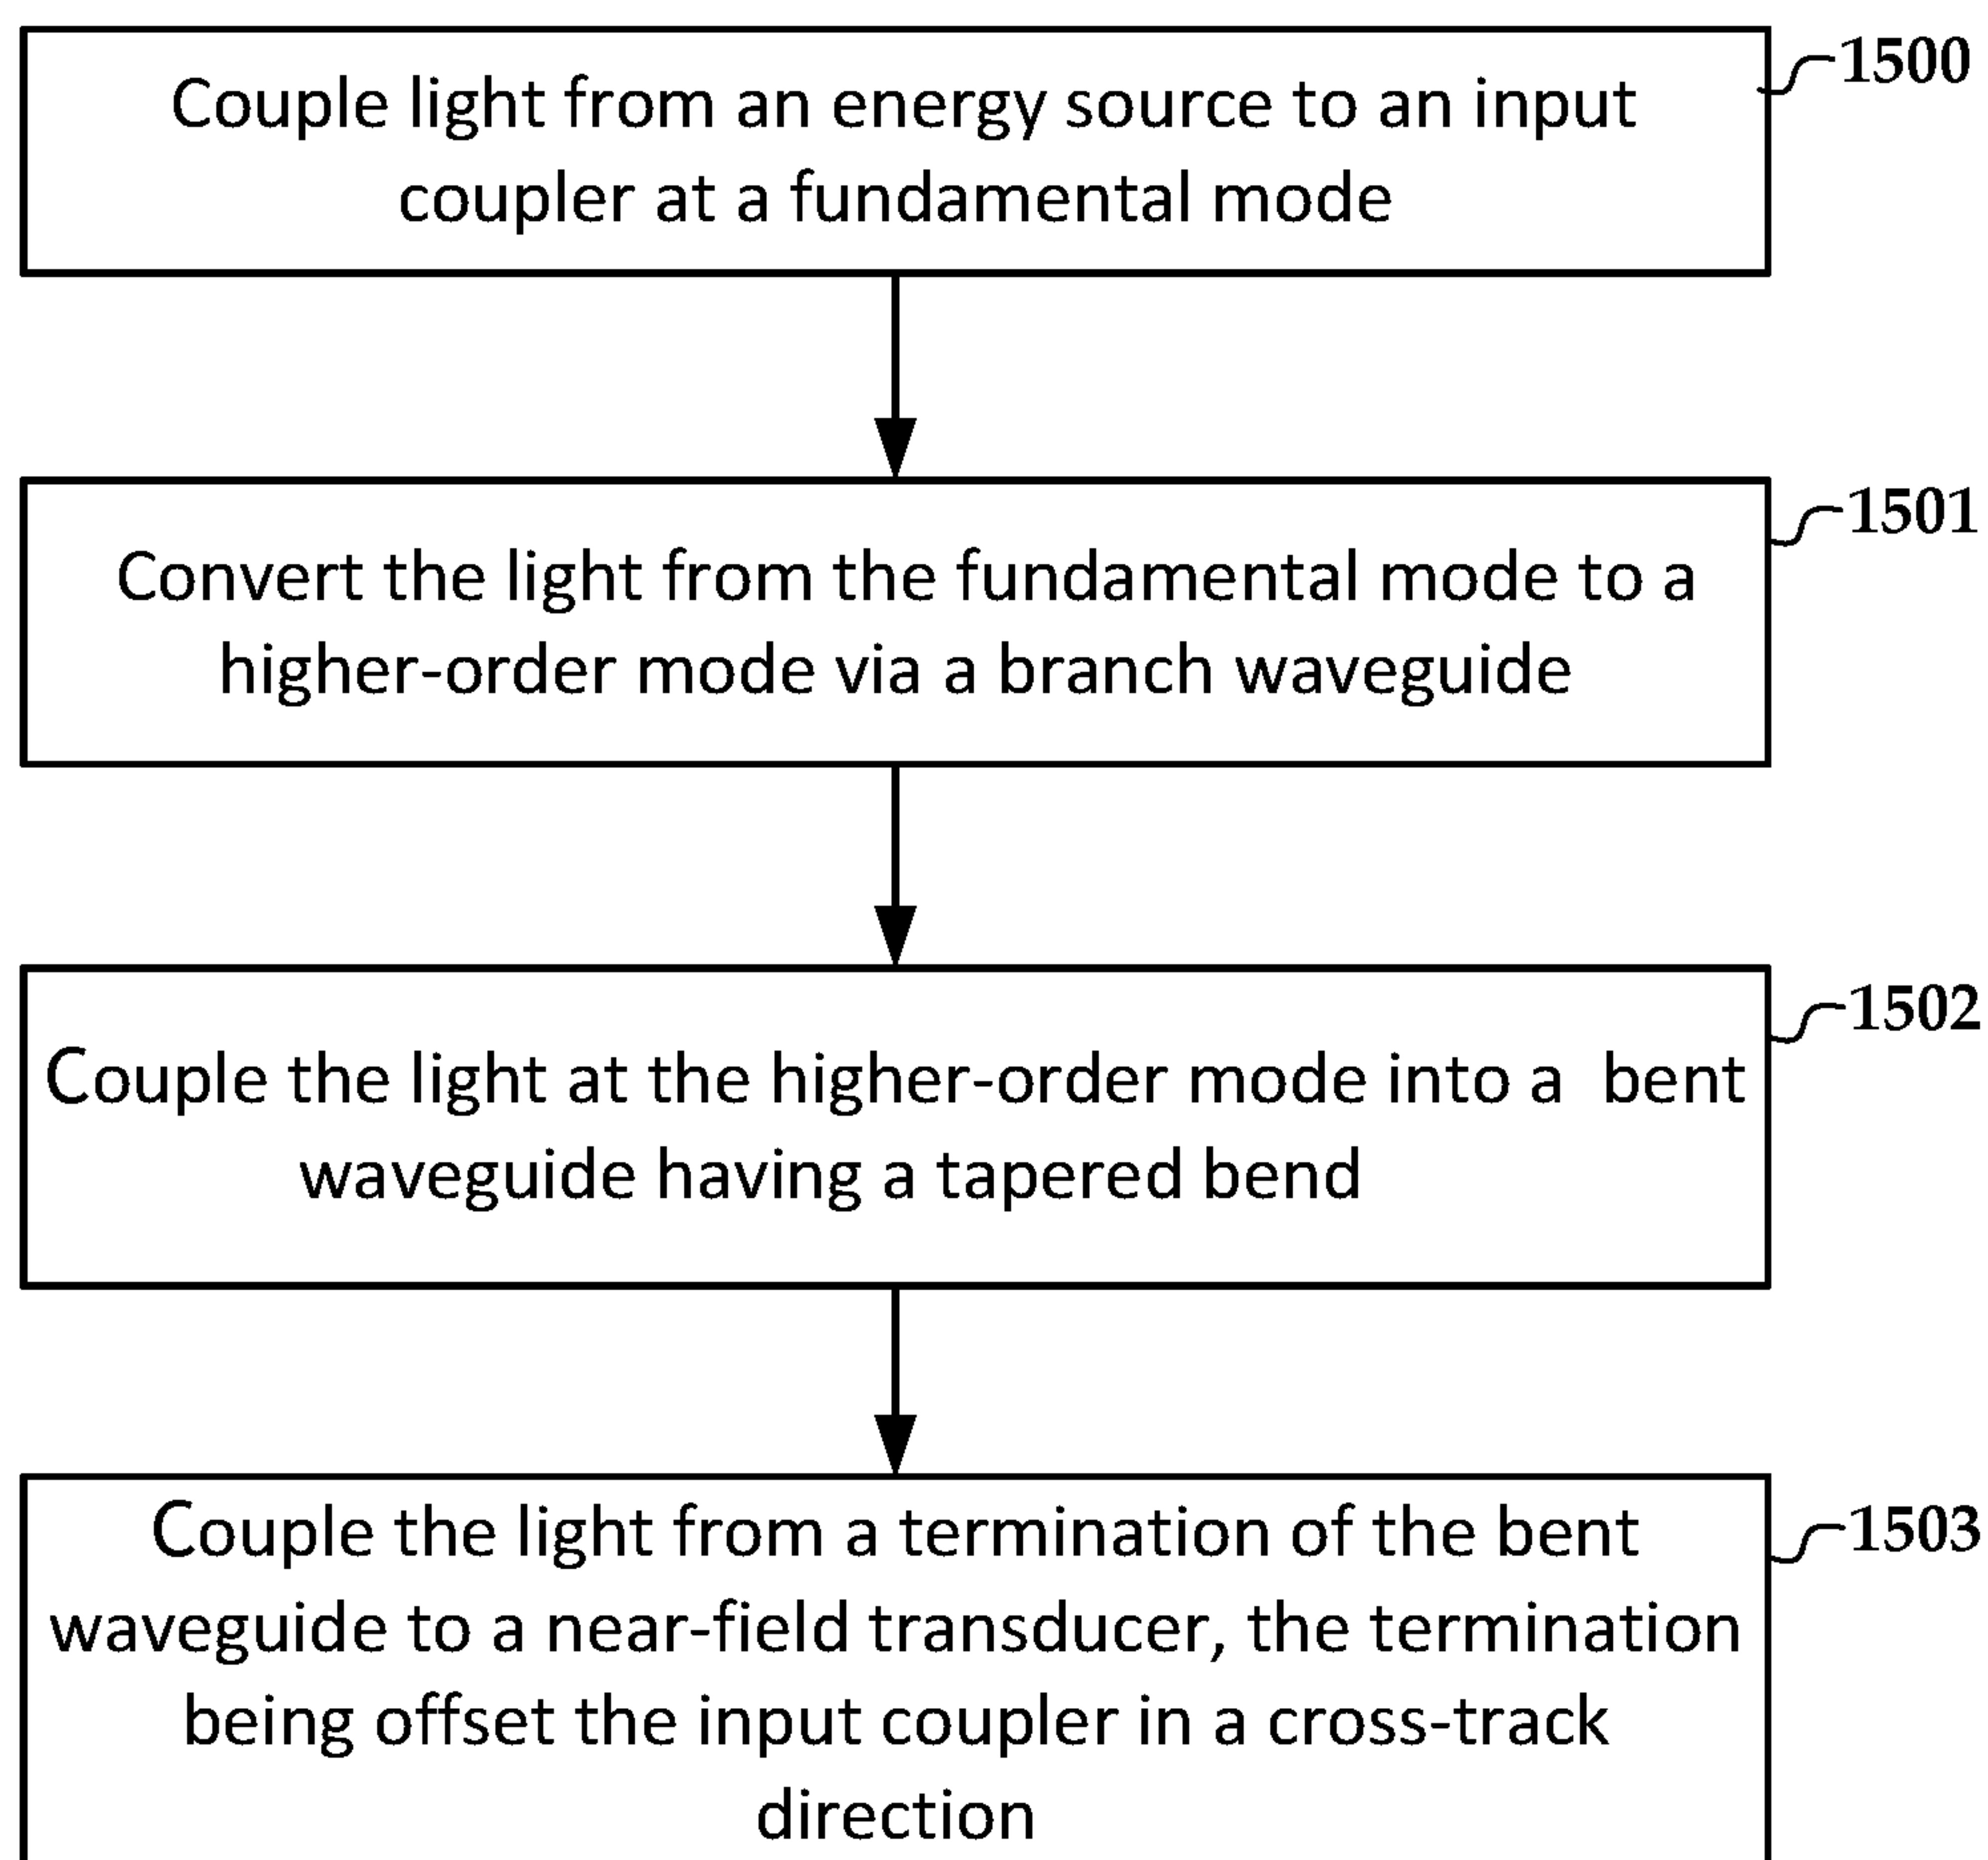 Couple light from an energy source to an input
coupler at a fundamental mode
1500
Convert the light from the fundamental mode to a
higher-order mode via a branch waveguide
1501
Couple the light at the higher-order mode into a bent
waveguide having a tapered bend
1502
Couple the light from a termination of the bent
waveguide to a near-field transducer, the termination
being offset the input coupler in a cross-track
direction
1503